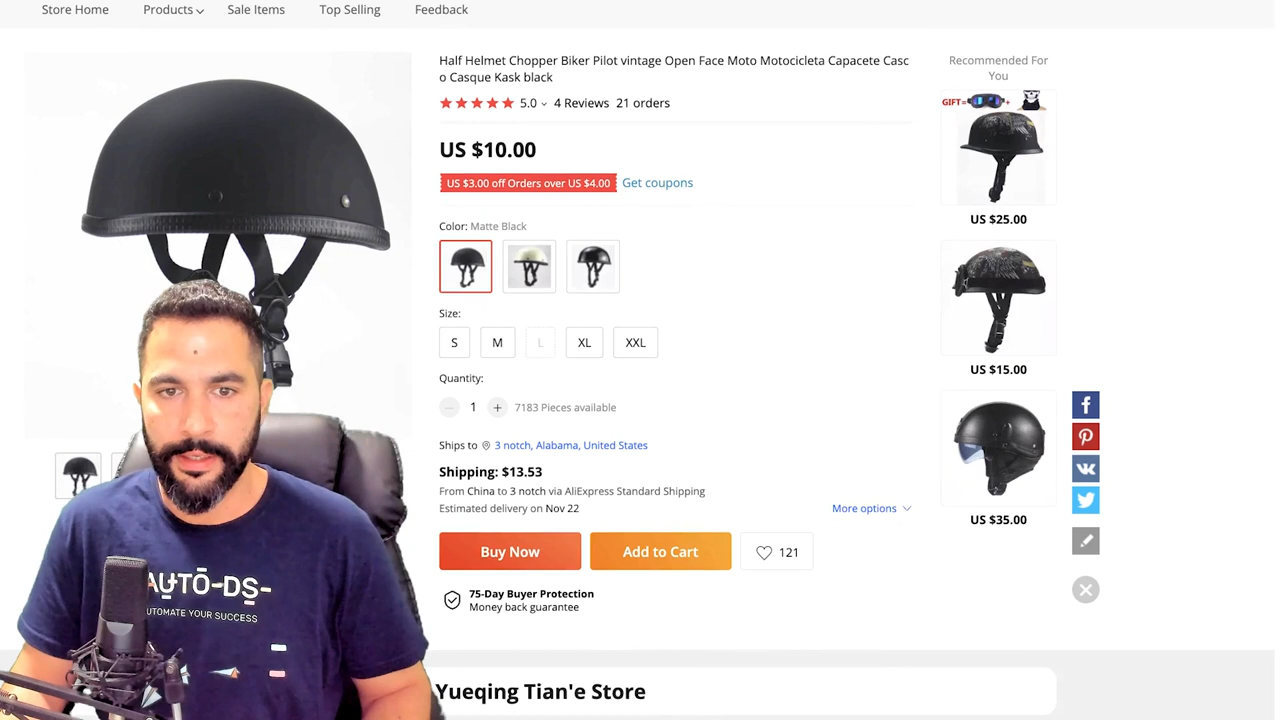 Store Home Products Sale Items Top Selling Feedback
Half Helmet Chopper Biker Pilot vintage Open Face Moto Motocicleta Capacete Casc
o Casque Kask black
5.0 4 Reviews 21 orders
US $10.00
US $3.00 off Orders over US $4.00 Get coupons
Color: Matte Black
Size:
S M L XL XXL
Quantity:
1 + 7183 Pieces available
Ships to 3 notch, Alabama, United States
Shipping: $13.53
From China to 3 notch via AliExpress Standard Shipping
Estimated delivery on Nov 22
More options
Buy Now Add to Cart 121
75-Day Buyer Protection
Money back guarantee
Recommended For
You
GIFT= +
US $25.00
US $15.00
US $35.00
AUTŌ-DS-
AUTOMATE YOUR SUCCESS
Yueqing Tian'e Store